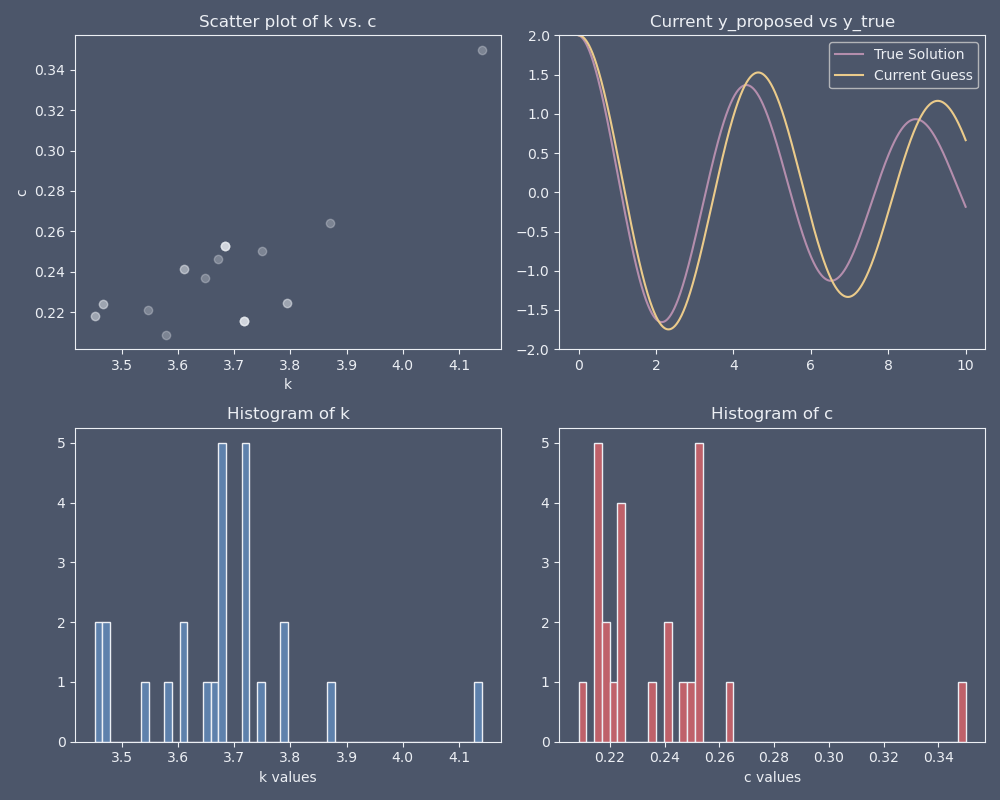 Scatter plot of k vs. c
c
0.34
0.32
0.30
0.28
0.26
0.24
0.22
3.5 3.6 3.7 3.8 3.9 4.0 4.1
k
Current y_proposed vs y_true
True Solution
Current Guess
2.0
1.5
1.0
0.5
0.0
−0.5
−1.0
−1.5
−2.0
0 2 4 6 8 10
Histogram of k
5
4
3
2
1
0
3.5 3.6 3.7 3.8 3.9 4.0 4.1
k values
Histogram of c
5
4
3
2
1
0
0.22 0.24 0.26 0.28 0.30 0.32 0.34
c values